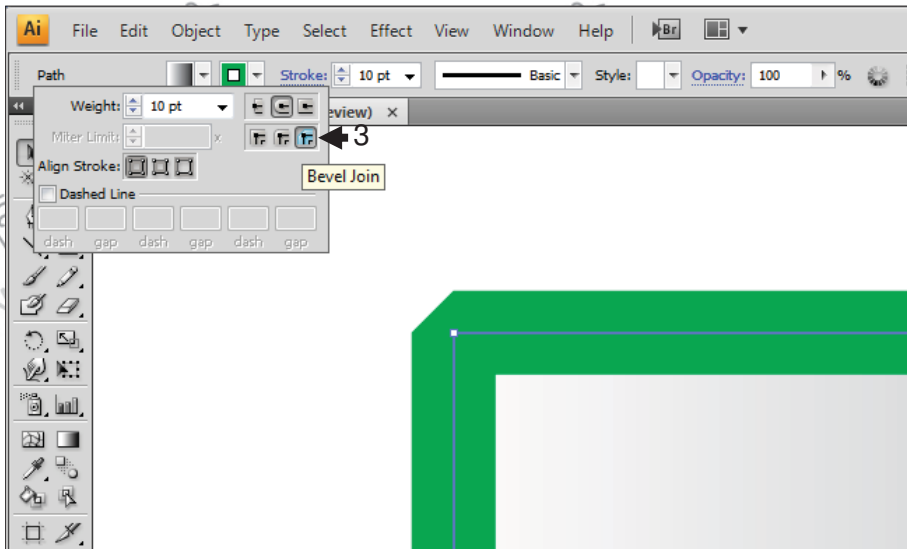 Ai File Edit Object Type Select Effect View Window Help Br
Path Stroke: 10 pt Basic Style: Opacity: 100 %
Weight: 10 pt
eview) ×
Miter Limit: x
3
Align Stroke:
Bevel Join
Dashed Line
dash gap dash gap dash gap